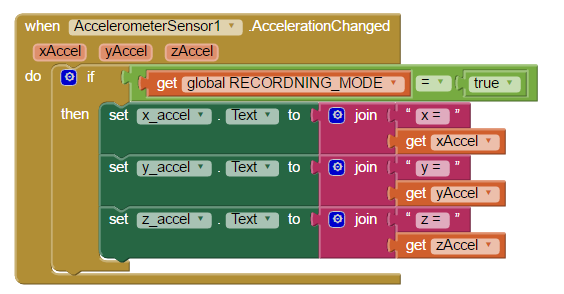 when AccelerometerSensor1 .AccelerationChanged
xAccel yAccel zAccel
do if get global RECORDNING_MODE = true
then set x_accel . Text to join " x = "
get xAccel
set y_accel . Text to join " y = "
get yAccel
set z_accel . Text to join " z = "
get zAccel